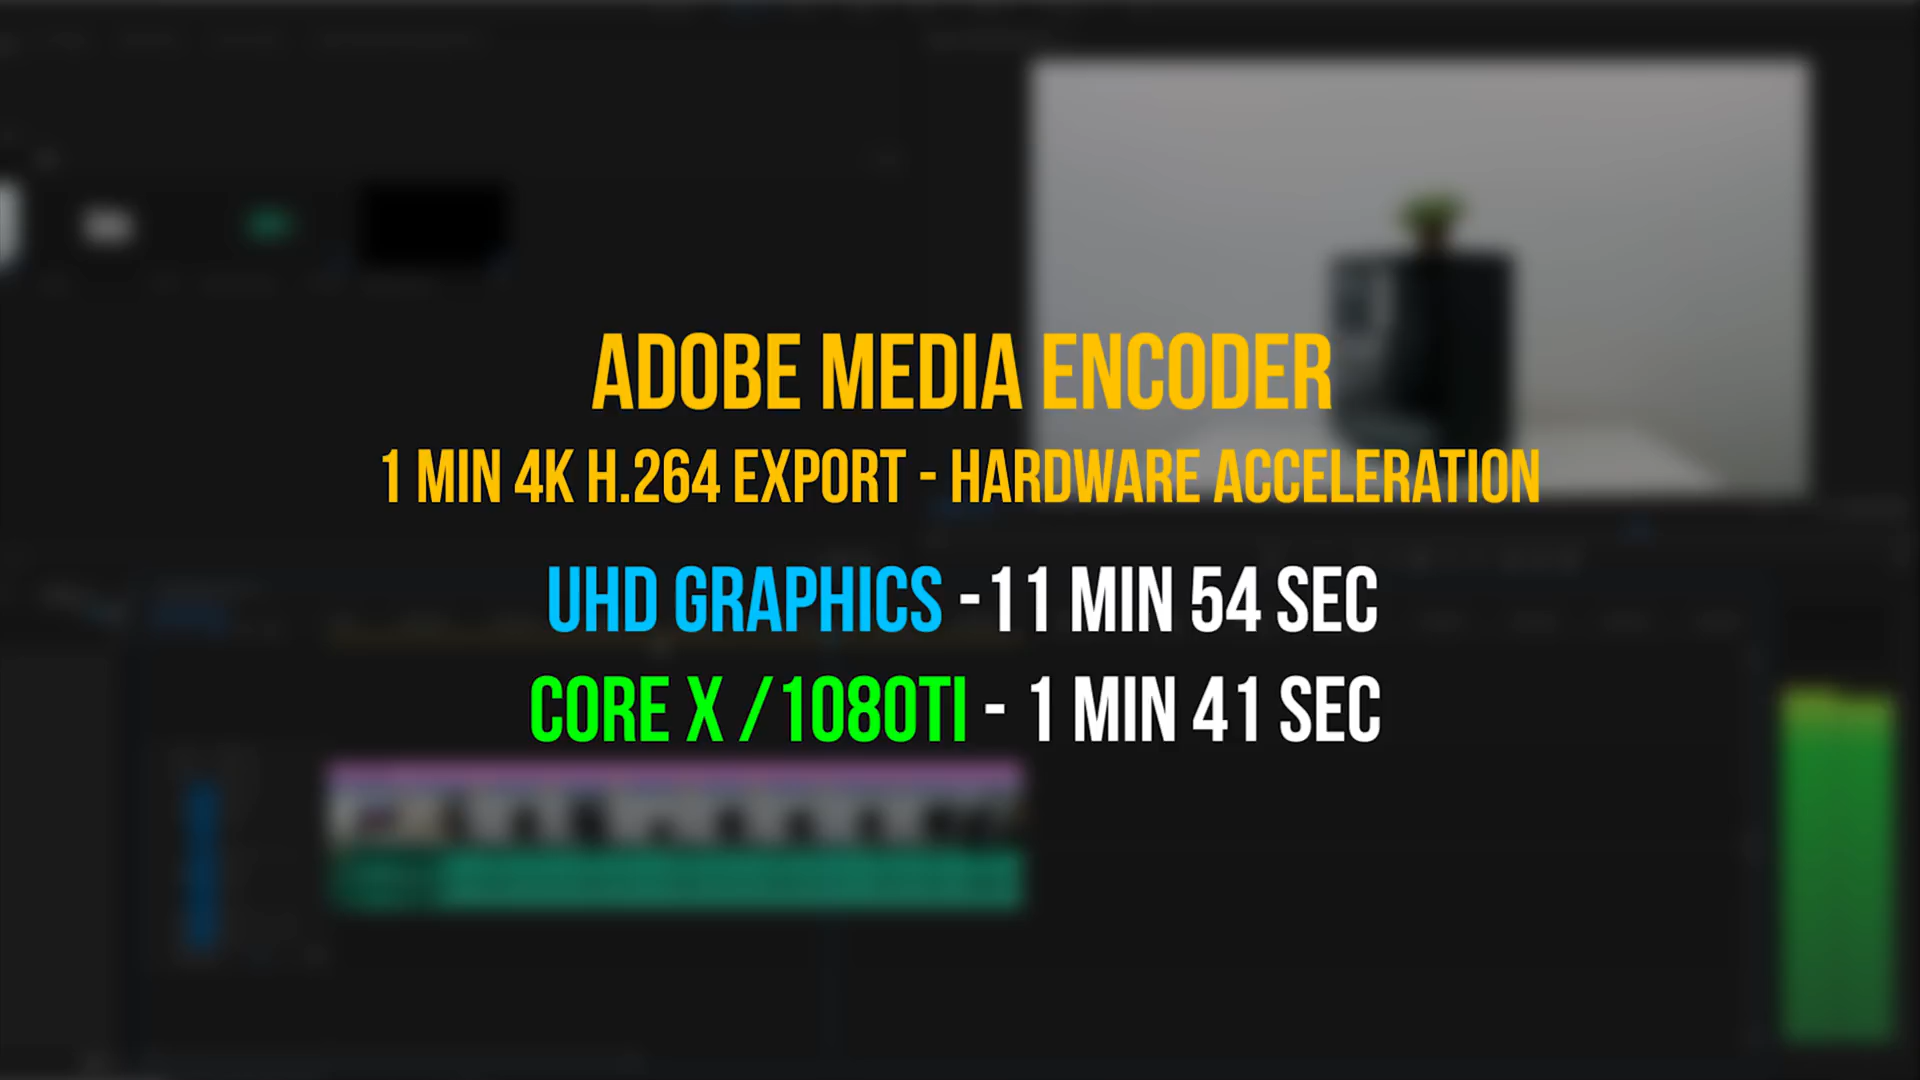 ADOBE MEDIA ENCODER
1 MIN 4K H.264 EXPORT - HARDWARE ACCELERATION
UHD GRAPHICS -11 MIN 54 SEC
CORE X /1080TI - 1 MIN 41 SEC